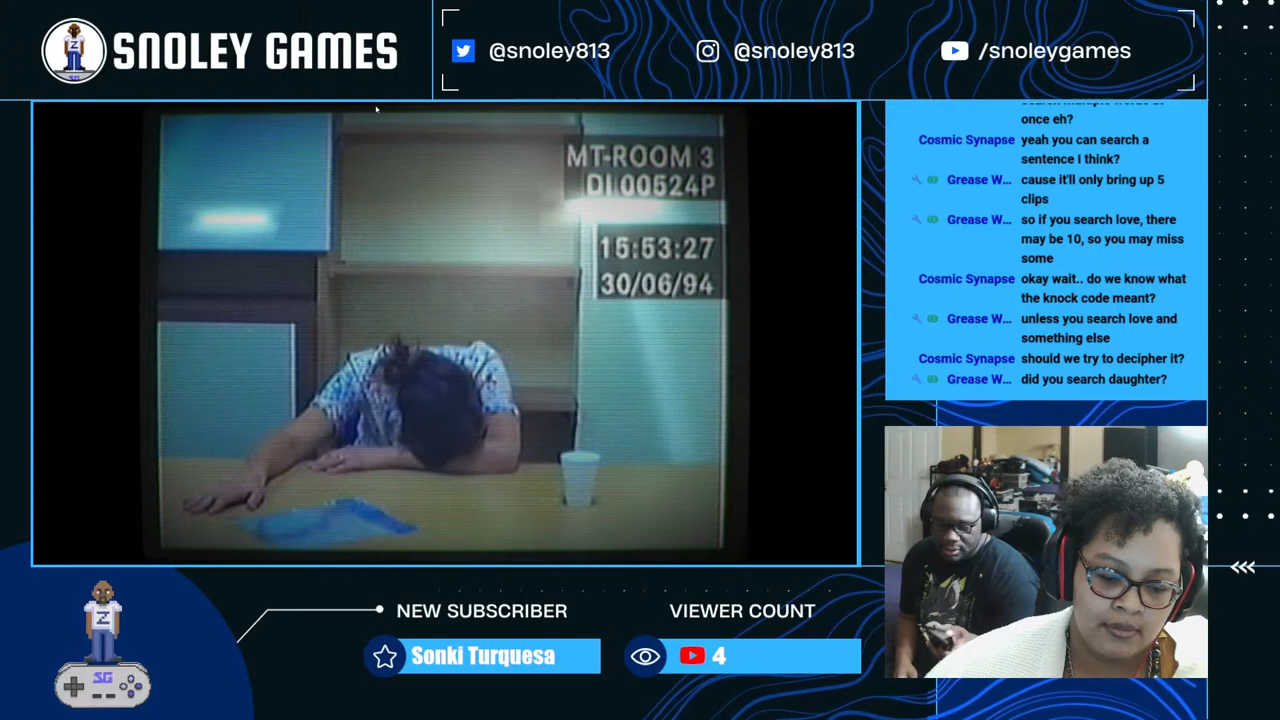 SNOLEY GAMES
@snoley813
@snoley813
/snoleygames
MT-ROOM 3
DI 00524P
15:53:27
30/06/94
once eh?
Cosmic Synapse yeah you can search a
sentence I think?
Grease W... cause it'll only bring up 5
clips
Grease W... so if you search love, there
may be 10, so you may miss
some
Cosmic Synapse okay wait.. do we know what
the knock code meant?
Grease W... unless you search love and
something else
Cosmic Synapse should we try to decipher it?
Grease W... did you search daughter?
NEW SUBSCRIBER
Sonki Turquesa
VIEWER COUNT
4
Z
SG
Z
SG